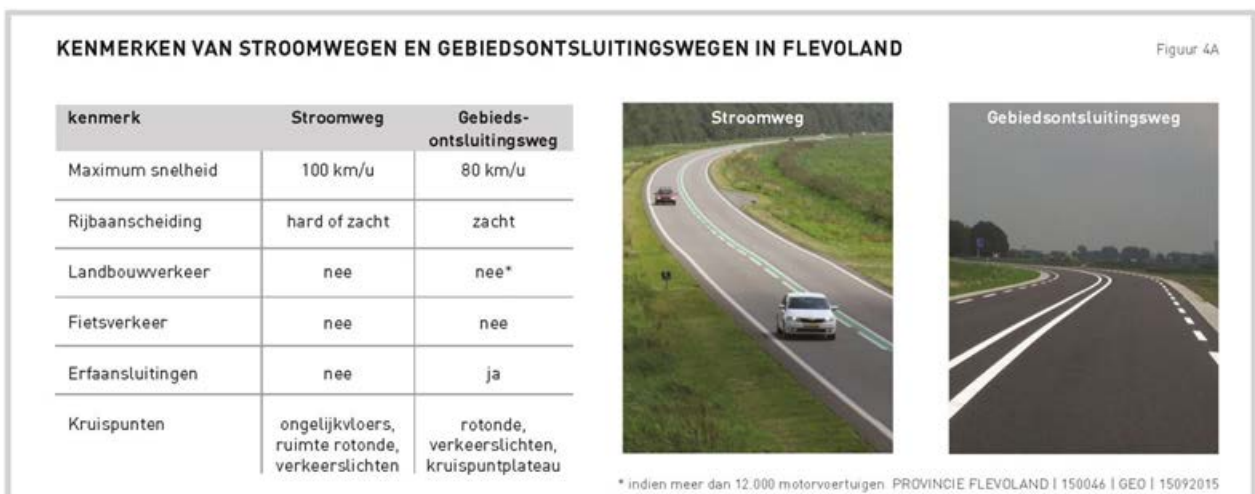 KENMERKEN VAN STROOMWEGEN EN GEBIEDSONTSLUITINGSWEGEN IN FLEVOLAND
Figuur 4A
kenmerk Stroomweg Gebieds-
ontsluitingsweg
Maximum snelheid 100 km/u 80 km/u
Rijbaanscheiding hard of zacht zacht
Landbouwverkeer nee nee*
Fietsverkeer nee nee
Erfaansluitingen nee ja
Kruispunten ongelijkvloers, rotonde,
ruimte rotonde, verkeerslichten,
verkeerslichten kruispuntplateau
Stroomweg
Gebiedsontsluitingsweg
* indien meer dan 12.000 motorvoertuigen PROVINCIE FLEVOLAND | 150046 | GEO | 15092015